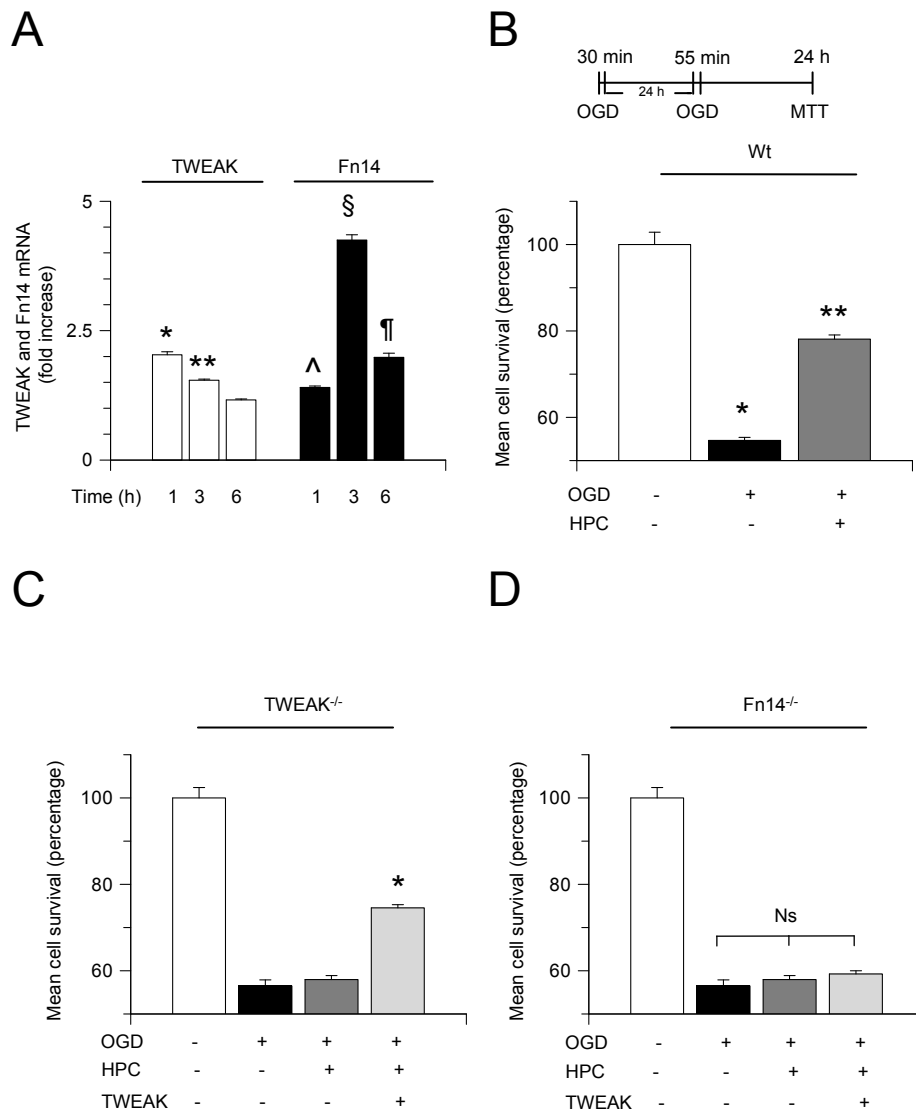 A
TWEAK Fn14
TWEAK and Fn14 mRNA
(fold increase)
5
2.5
0
* ** ^ § ¶
Time (h) 1 3 6 1 3 6
B
30 min 55 min 24 h
24 h
OGD OGD MTT
Wt
Mean cell survival (percentage)
100
80
60
* **
OGD - + +
HPC - - +
C
TWEAK-/-
Mean cell survival (percentage)
100
80
60
*
OGD - + + +
HPC - - + +
TWEAK - - - +
D
Fn14-/-
Mean cell survival (percentage)
100
80
60
Ns
OGD - + + +
HPC - - + +
TWEAK - - - +